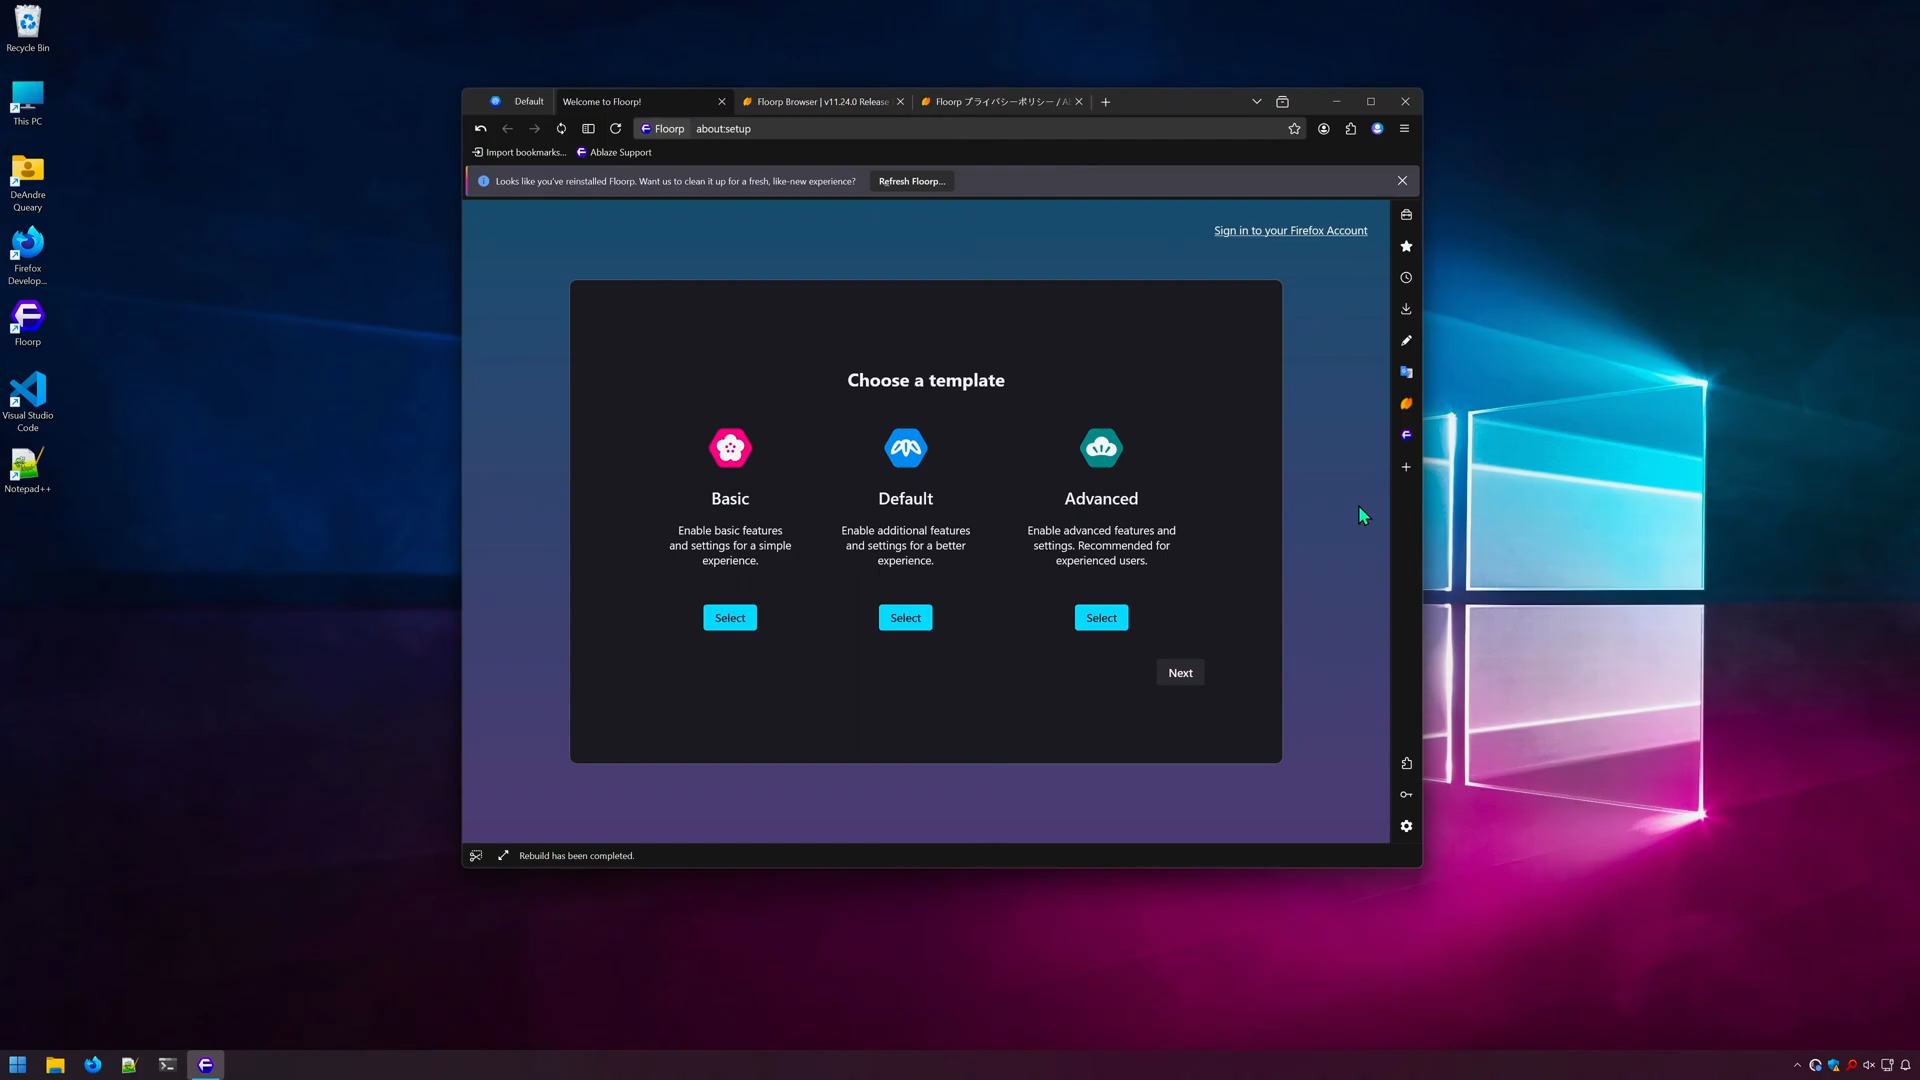 Recycle Bin
This PC
DeAndre
Queary
Firefox
Develop...
Floorp
Visual Studio
Code
Notepad++
Default
Welcome to Floorp!
Floorp Browser | v11.24.0 Release
Floorp プライバシーポリシー / A
Floorp
about:setup
Import bookmarks...
Ablaze Support
Looks like you've reinstalled Floorp. Want us to clean it up for a fresh, like-new experience?
Refresh Floorp...
Sign in to your Firefox Account
Choose a template
Basic
Enable basic features
and settings for a simple
experience.
Select
Default
Enable additional features
and settings for a better
experience.
Select
Advanced
Enable advanced features and
settings. Recommended for
experienced users.
Select
Next
Rebuild has been completed.